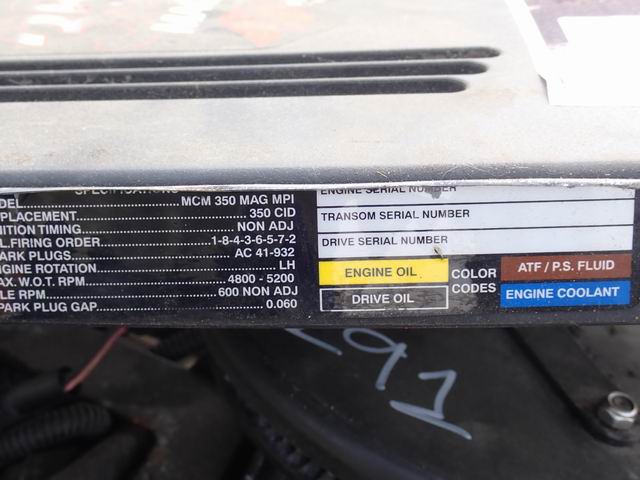 SPECIFICATIONS
MCM 350 MAG MPI
PLACEMENT 350 CID
NITION TIMING NON ADJ
L.FIRING ORDER 1-8-4-3-6-5-7-2
ARK PLUGS AC 41-932
NGINE ROTATION LH
AX. W.O.T. RPM 4800 - 5200
LE RPM 600 NON ADJ
PARK PLUG GAP 0.060
ENGINE SERIAL NUMBER
TRANSOM SERIAL NUMBER
DRIVE SERIAL NUMBER
ENGINE OIL
DRIVE OIL
COLOR
CODES
ATF / P.S. FLUID
ENGINE COOLANT
291